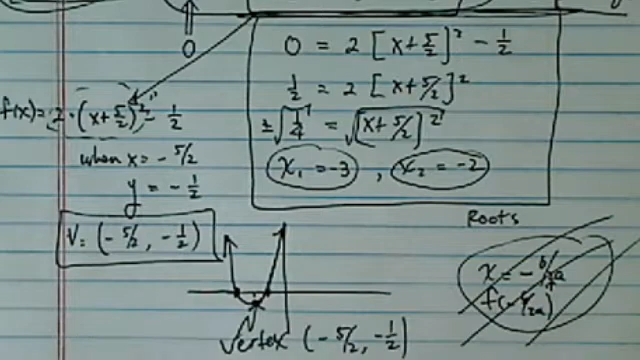 0
0 = 2 [x + 5/2]² - 1/2
1/2 = 2 [x + 5/2]²
±√1/4 = √(x + 5/2)²
x₁ = -3 , x₂ = -2
Roots
f(x) = 2 · (x + 5/2)² - 1/2
when x = - 5/2
y = - 1/2
V: (- 5/2, - 1/2)
vertex (- 5/2, - 1/2)
x = - b/2a